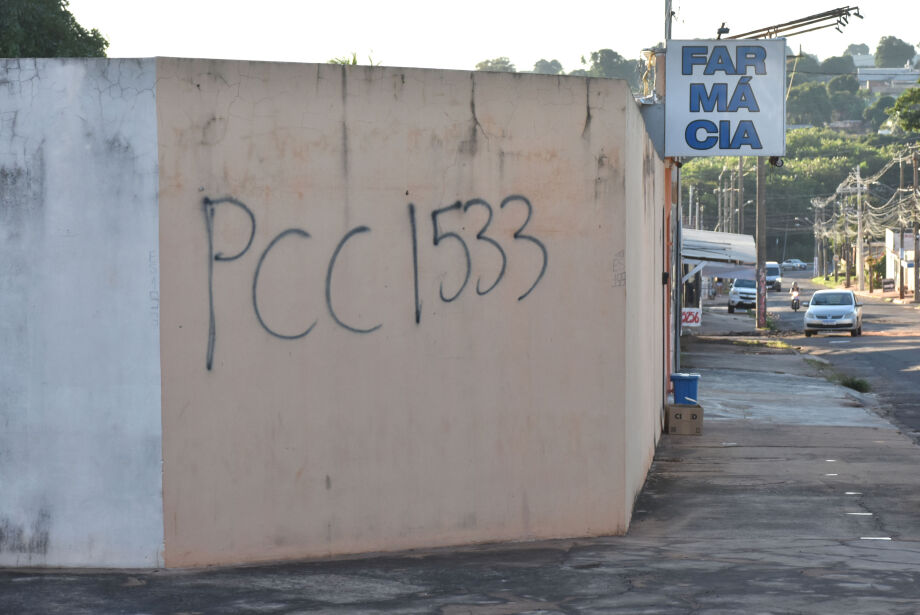 PCC 1533
FAR
MÁ
CIA